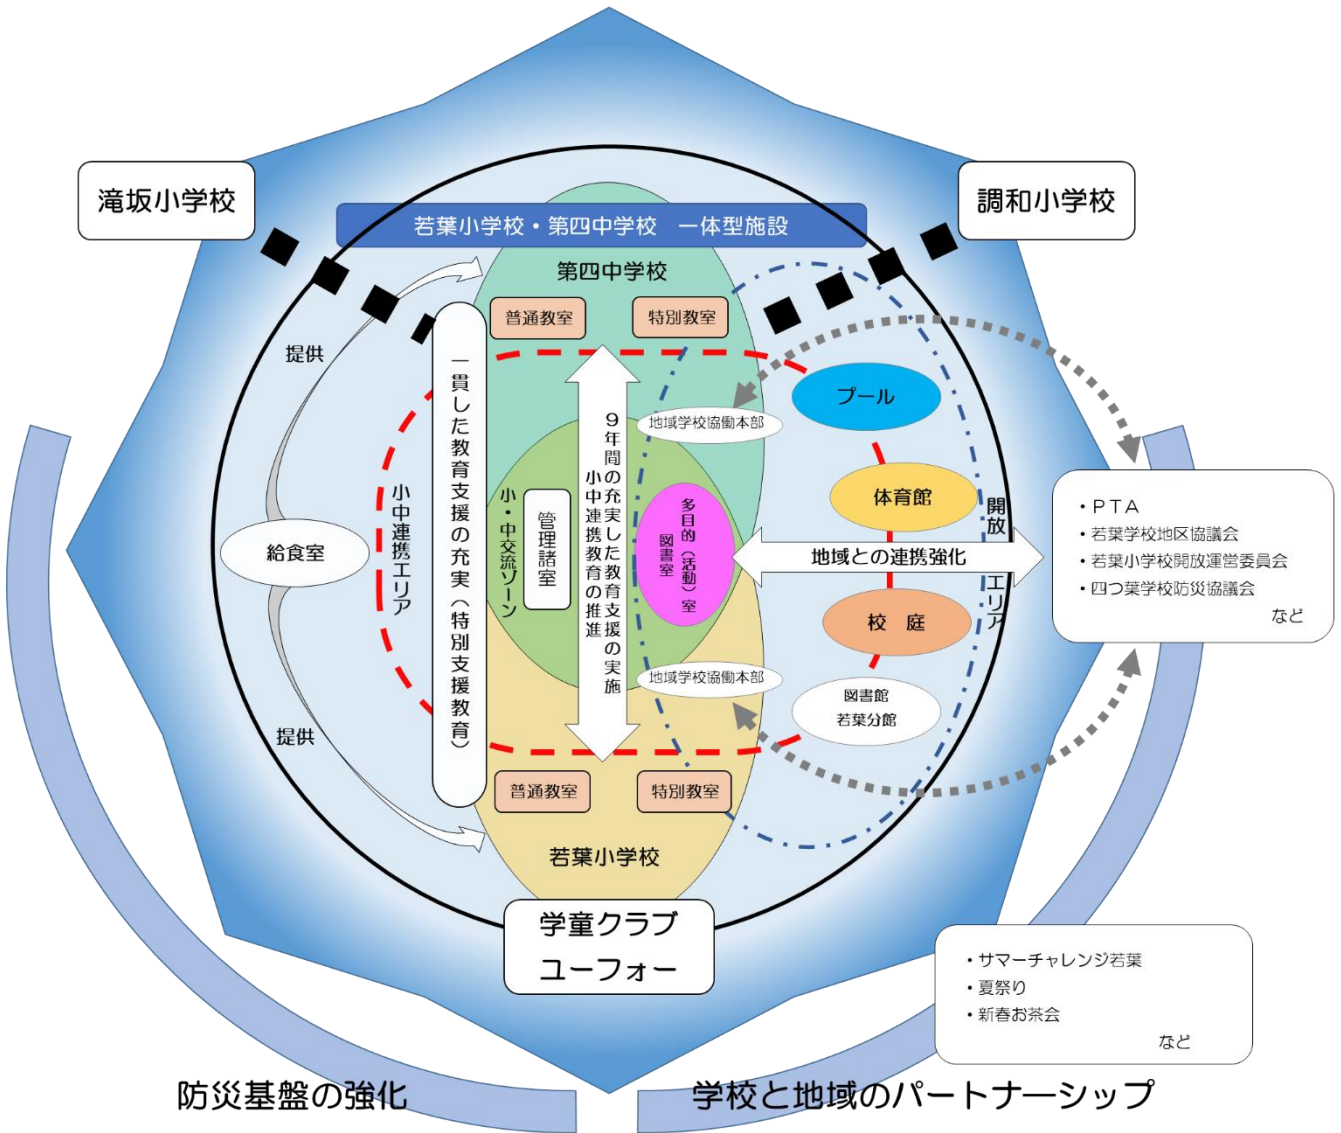 滝坂小学校
調和小学校
若葉小学校・第四中学校　一体型施設
第四中学校
普通教室
特別教室
提供
プール
地域学校協働本部
一貫した教育支援の充実（特別支援教育）
9年間の充実した教育支援の実施
小中連携教育の推進
小中連携エリア
小・中交流ゾーン
管理諸室
多目的（活動）室
図書室
体育館
開放エリア
給食室
地域との連携強化
・PTA
・若葉学校地区協議会
・若葉小学校開放運営委員会
・四つ葉学校防災協議会
など
校　庭
地域学校協働本部
図書館
若葉分館
提供
普通教室
特別教室
若葉小学校
学童クラブ
ユーフォー
・サマーチャレンジ若葉
・夏祭り
・新春お茶会
など
防災基盤の強化
学校と地域のパートナーシップ